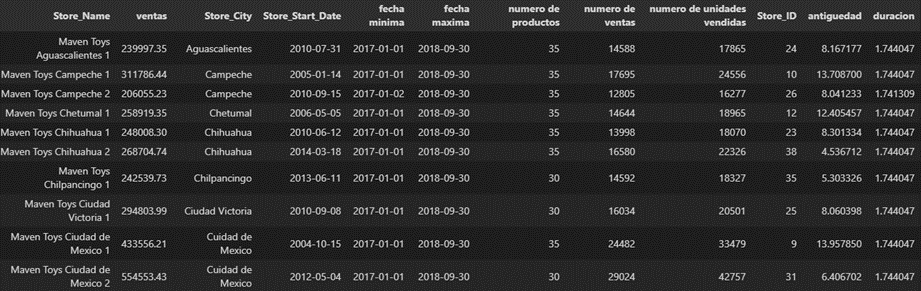 Store_Name ventas Store_City Store_Start_Date fecha minima fecha maxima numero de productos numero de ventas numero de unidades vendidas Store_ID antiguedad duracion
Maven Toys Aguascalientes 1 239997.35 Aguascalientes 2010-07-31 2017-01-01 2018-09-30 35 14588 17865 24 8.167177 1.744047
Maven Toys Campeche 1 311786.44 Campeche 2005-01-14 2017-01-01 2018-09-30 35 17695 24556 10 13.708700 1.744047
Maven Toys Campeche 2 206055.23 Campeche 2010-09-15 2017-01-02 2018-09-30 35 12805 16277 26 8.041233 1.741309
Maven Toys Chetumal 1 258919.35 Chetumal 2006-05-05 2017-01-01 2018-09-30 35 14644 18965 12 12.405457 1.744047
Maven Toys Chihuahua 1 248008.30 Chihuahua 2010-06-12 2017-01-01 2018-09-30 35 13998 18070 23 8.301334 1.744047
Maven Toys Chihuahua 2 268704.74 Chihuahua 2014-03-18 2017-01-01 2018-09-30 35 16580 22326 38 4.536712 1.744047
Maven Toys Chilpancingo 1 242539.73 Chilpancingo 2013-06-11 2017-01-01 2018-09-30 30 14592 18327 35 5.303326 1.744047
Maven Toys Ciudad Victoria 1 294803.99 Ciudad Victoria 2010-09-08 2017-01-01 2018-09-30 30 16034 20501 25 8.060398 1.744047
Maven Toys Ciudad de Mexico 1 433556.21 Cuidad de Mexico 2004-10-15 2017-01-01 2018-09-30 35 24482 33479 9 13.957850 1.744047
Maven Toys Ciudad de Mexico 2 554553.43 Cuidad de Mexico 2012-05-04 2017-01-01 2018-09-30 30 29024 42757 31 6.406702 1.744047